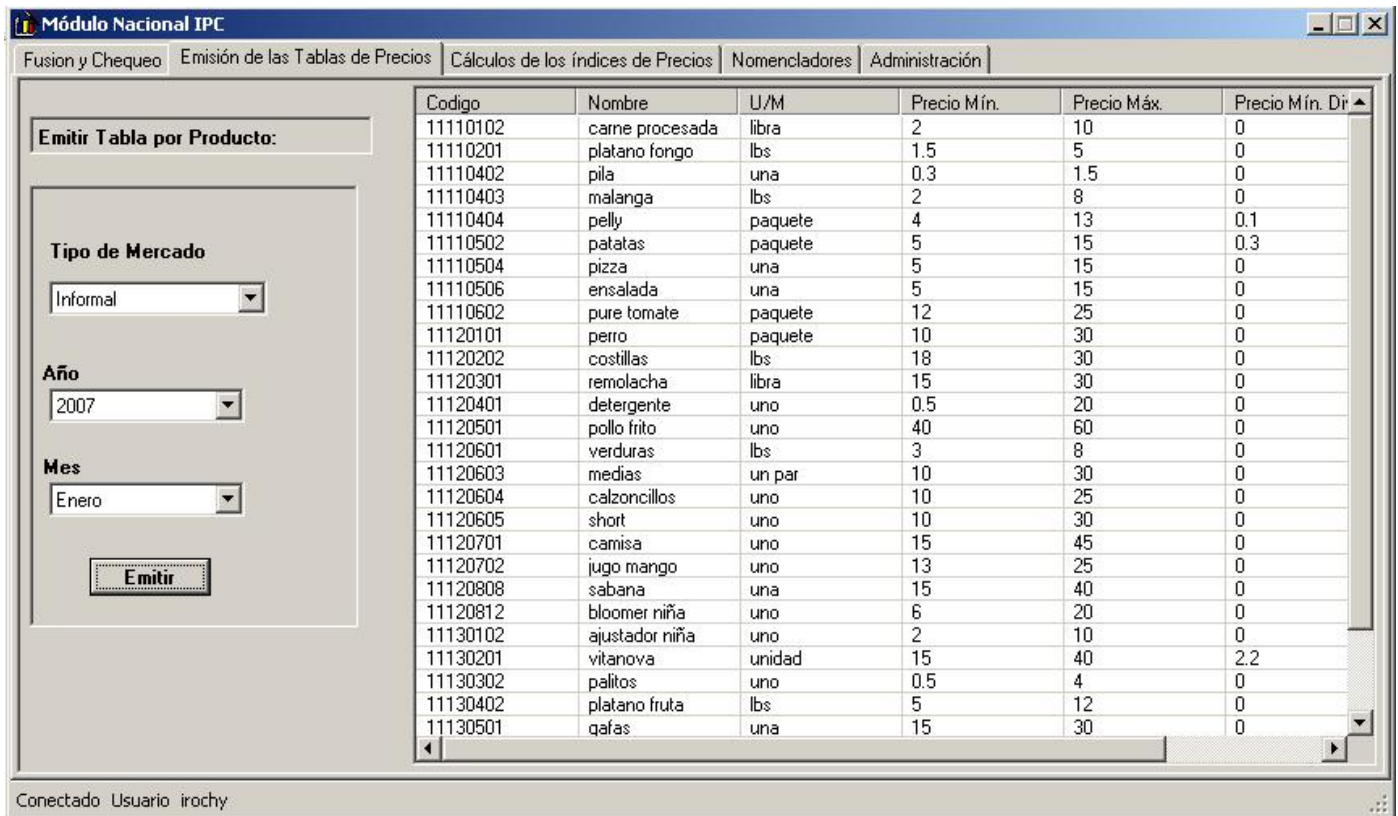 Módulo Nacional IPC
Fusion y Chequeo Emisión de las Tablas de Precios Cálculos de los índices de Precios Nomencladores Administración
Emitir Tabla por Producto:
Tipo de Mercado
Informal
Año
2007
Mes
Enero
Emitir
Codigo Nombre U/M Precio Mín. Precio Máx. Precio Mín. Di
11110102 carne procesada libra 2 10 0
11110201 platano fongo lbs 1.5 5 0
11110402 pila una 0.3 1.5 0
11110403 malanga lbs 2 8 0
11110404 pelly paquete 4 13 0.1
11110502 patatas paquete 5 15 0.3
11110504 pizza una 5 15 0
11110506 ensalada una 5 15 0
11110602 pure tomate paquete 12 25 0
11120101 perro paquete 10 30 0
11120202 costillas lbs 18 30 0
11120301 remolacha libra 15 30 0
11120401 detergente uno 0.5 20 0
11120501 pollo frito uno 40 60 0
11120601 verduras lbs 3 8 0
11120603 medias un par 10 30 0
11120604 calzoncillos uno 10 25 0
11120605 short uno 10 30 0
11120701 camisa uno 15 45 0
11120702 jugo mango uno 13 25 0
11120808 sabana una 15 40 0
11120812 bloomer niña uno 6 20 0
11130102 ajustador niña uno 2 10 0
11130201 vitanova unidad 15 40 2.2
11130302 palitos uno 0.5 4 0
11130402 platano fruta lbs 5 12 0
11130501 gafas una 15 30 0
Conectado Usuario irochy